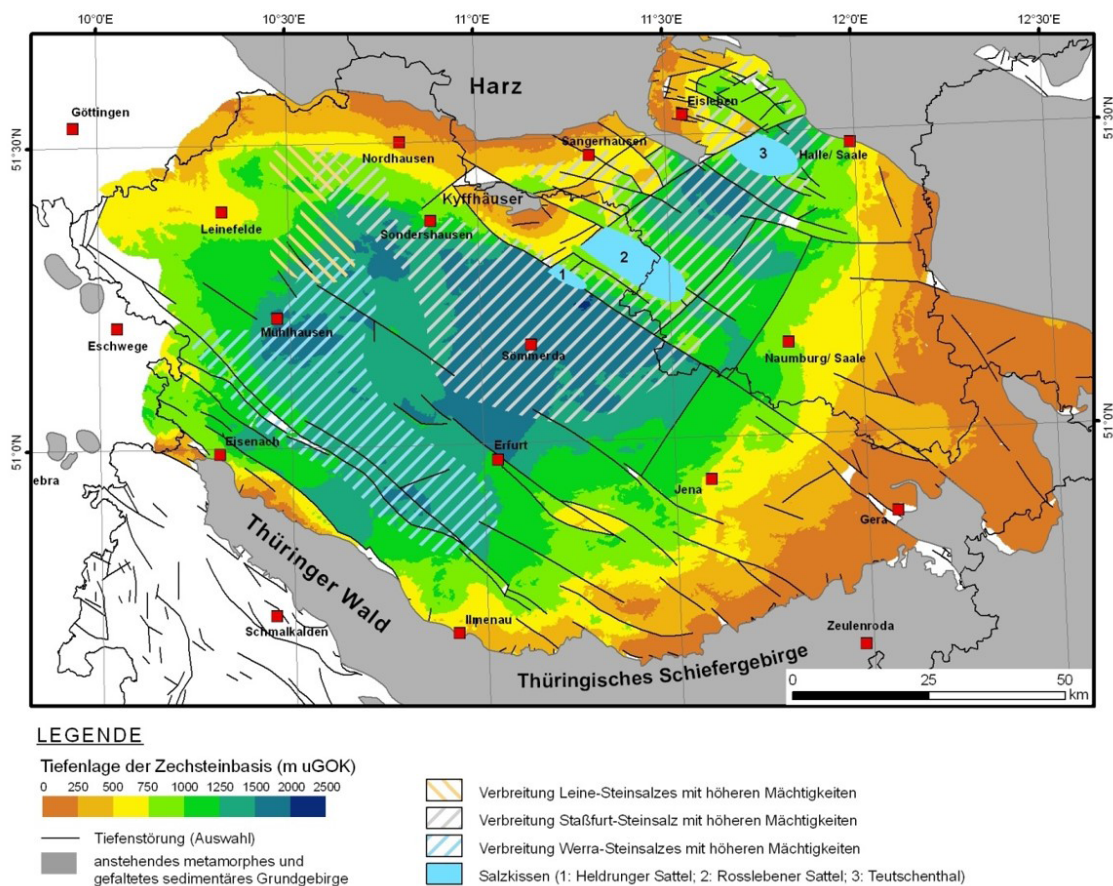 10°0'E 10°30'E 11°0'E 11°30'E 12°0'E 12°30'E
Harz
Göttingen
Eisleben
51°30'N
51°30'N
Nordhausen
Sangerhausen
3
Halle/ Saale
Kyffhäuser
Leinefelde
Sondershausen
2
1
Mühlhausen
Eschwege
Sömmerda
Naumburg/ Saale
51°0'N
51°0'N
Eisenach
Erfurt
ebra
Jena
Gera
Thüringer Wald
Schmalkalden
Ilmenau
Zeulenroda
Thüringisches Schiefergebirge
0 25 50
km
LEGENDE
Tiefenlage der Zechsteinbasis (m uGOK)
0 250 500 750 1000 1250 1500 2000 2500
Tiefenstörung (Auswahl)
anstehendes metamorphes und
gefaltetes sedimentäres Grundgebirge
Verbreitung Leine-Steinsalzes mit höheren Mächtigkeiten
Verbreitung Staßfurt-Steinsalz mit höheren Mächtigkeiten
Verbreitung Werra-Steinsalzes mit höheren Mächtigkeiten
Salzkissen (1: Heldrunger Sattel; 2: Rosslebener Sattel; 3: Teutschenthal)